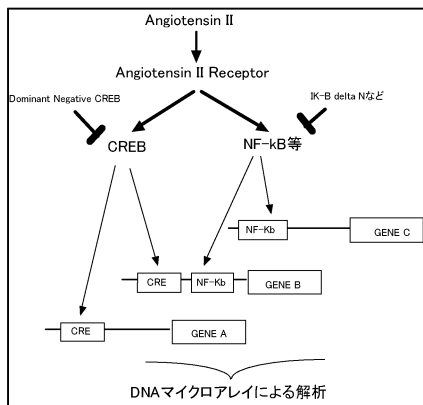 Angiotensin Ⅱ
Angiotensin Ⅱ Receptor
Dominant Negative CREB
IK-B delta Nなど
CREB
NF-kB等
NF-Kb
GENE C
CRE
NF-Kb
GENE B
CRE
GENE A
DNAマイクロアレイによる解析